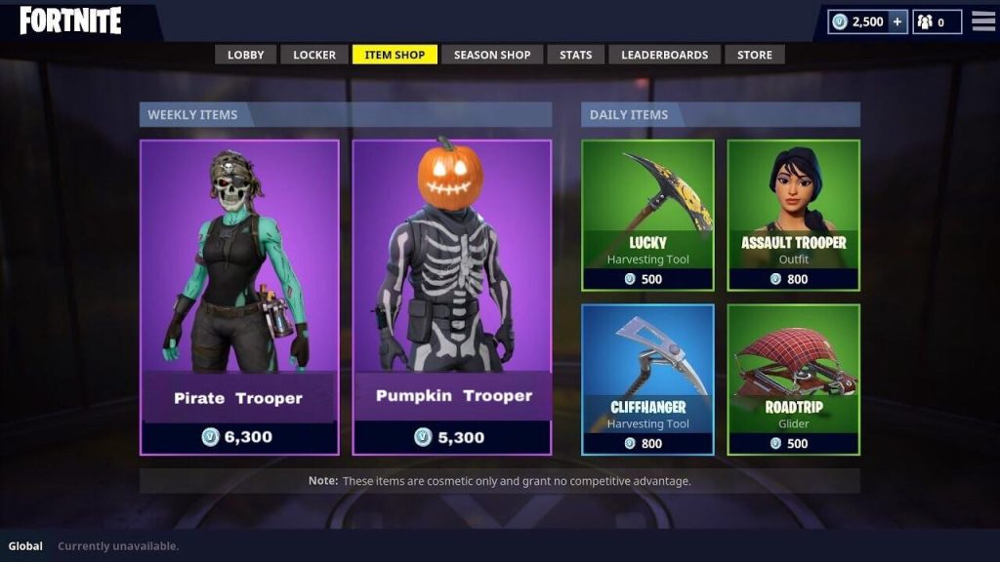 FORTNITE
2,500 +
0
LOBBY LOCKER ITEM SHOP SEASON SHOP STATS LEADERBOARDS STORE
WEEKLY ITEMS
Pirate Trooper
6,300
Pumpkin Trooper
5,300
DAILY ITEMS
LUCKY
Harvesting Tool
500
ASSAULT TROOPER
Outfit
800
CLIFFHANGER
Harvesting Tool
800
ROADTRIP
Glider
500
Note: These items are cosmetic only and grant no competitive advantage.
Global Currently unavailable.